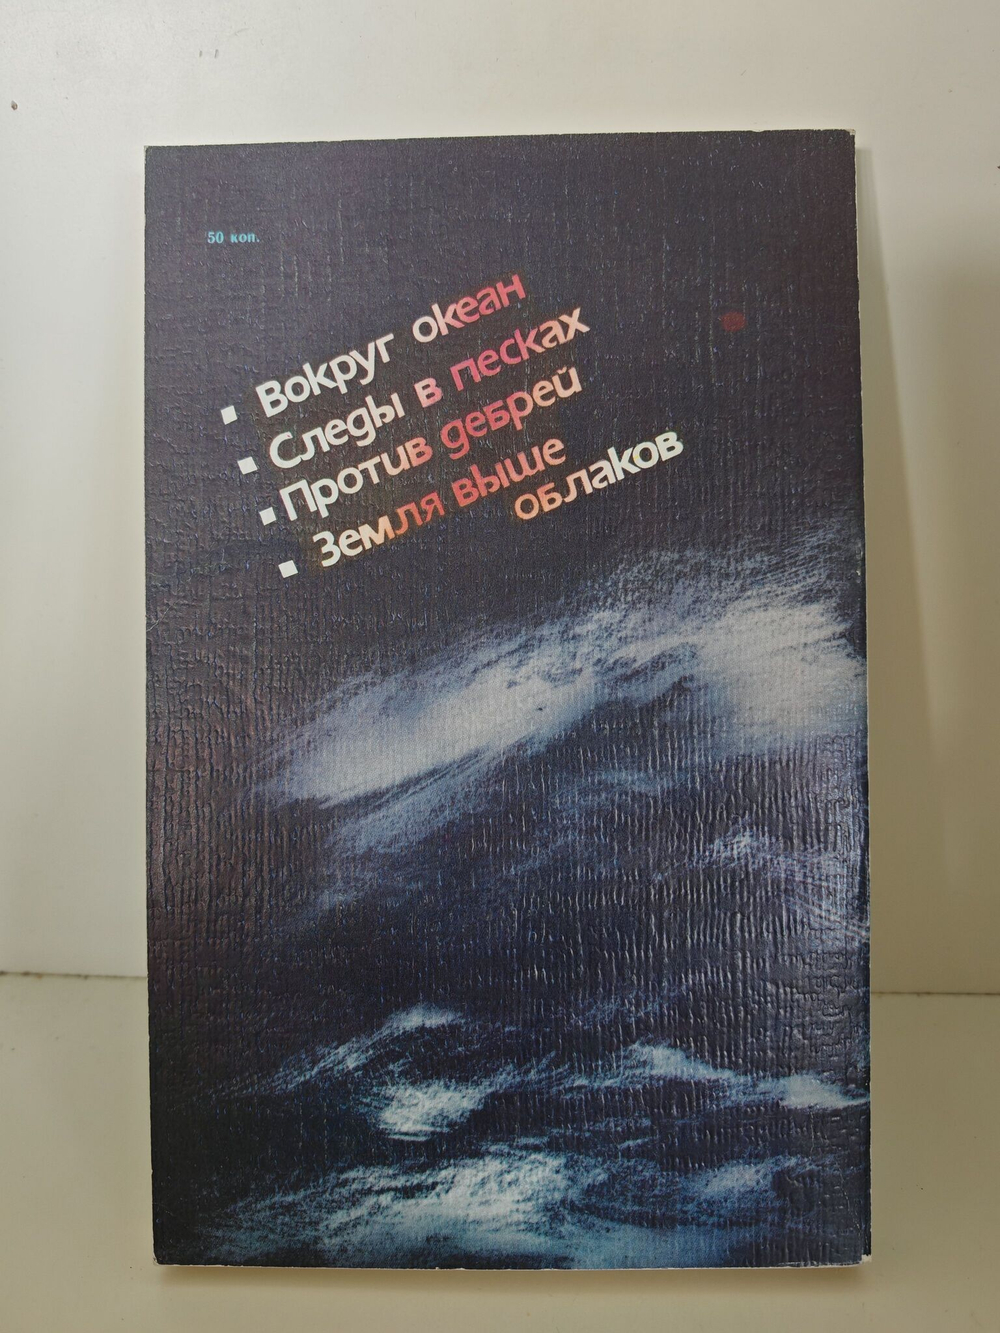 50 коп.
▪ Вокруг океан
▪ Следы в песках
▪ Против дебрей
▪ Земля выше
облаков